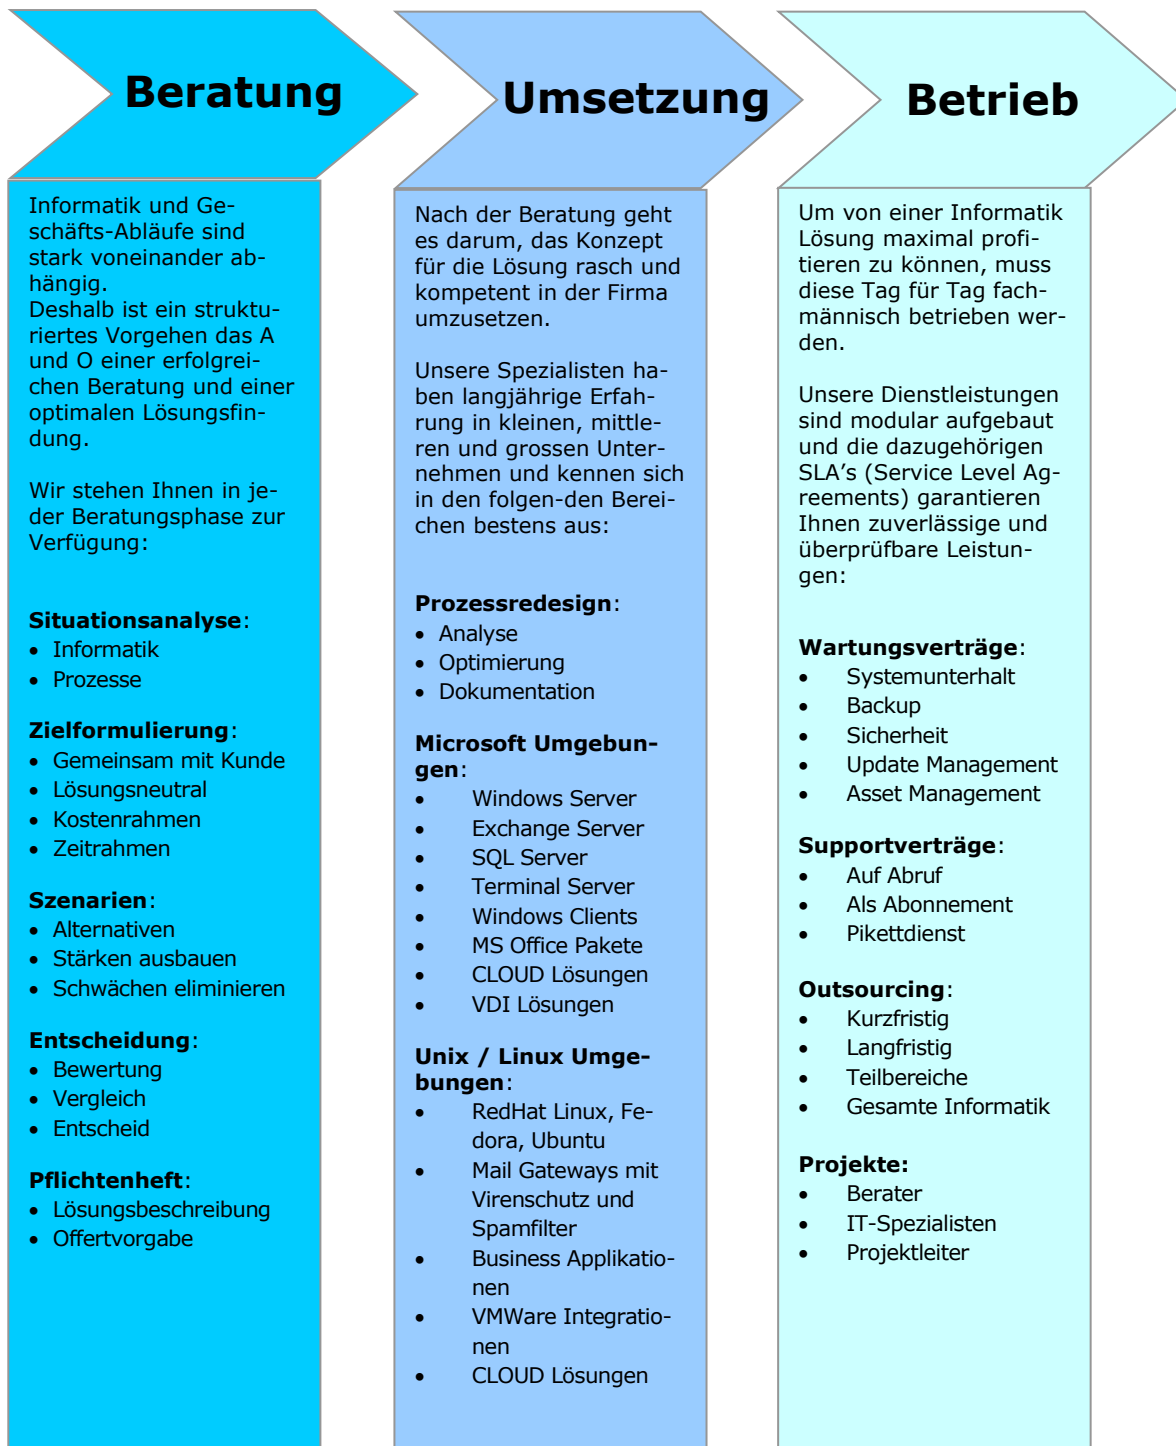 Beratung
Informatik und Ge-
schäfts-Abläufe sind
stark voneinander ab-
hängig.
Deshalb ist ein struktu-
riertes Vorgehen das A
und O einer erfolgrei-
chen Beratung und einer
optimalen Lösungsfin-
dung.
Wir stehen Ihnen in je-
der Beratungsphase zur
Verfügung:
Situationsanalyse:
• Informatik
• Prozesse
Zielformulierung:
• Gemeinsam mit Kunde
• Lösungsneutral
• Kostenrahmen
• Zeitrahmen
Szenarien:
• Alternativen
• Stärken ausbauen
• Schwächen eliminieren
Entscheidung:
• Bewertung
• Vergleich
• Entscheid
Pflichtenheft:
• Lösungsbeschreibung
• Offertvorgabe
Umsetzung
Nach der Beratung geht
es darum, das Konzept
für die Lösung rasch und
kompetent in der Firma
umzusetzen.
Unsere Spezialisten ha-
ben langjährige Erfah-
rung in kleinen, mittle-
ren und grossen Unter-
nehmen und kennen sich
in den folgen-den Berei-
chen bestens aus:
Prozessredesign:
• Analyse
• Optimierung
• Dokumentation
Microsoft Umgebun-
gen:
• Windows Server
• Exchange Server
• SQL Server
• Terminal Server
• Windows Clients
• MS Office Pakete
• CLOUD Lösungen
• VDI Lösungen
Unix / Linux Umge-
bungen:
• RedHat Linux, Fe-
dora, Ubuntu
• Mail Gateways mit
Virenschutz und
Spamfilter
• Business Applikatio-
nen
• VMWare Integratio-
nen
• CLOUD Lösungen
Betrieb
Um von einer Informatik
Lösung maximal profi-
tieren zu können, muss
diese Tag für Tag fach-
männisch betrieben wer-
den.
Unsere Dienstleistungen
sind modular aufgebaut
und die dazugehörigen
SLA’s (Service Level Ag-
reements) garantieren
Ihnen zuverlässige und
überprüfbare Leistun-
gen:
Wartungsverträge:
• Systemunterhalt
• Backup
• Sicherheit
• Update Management
• Asset Management
Supportverträge:
• Auf Abruf
• Als Abonnement
• Pikettdienst
Outsourcing:
• Kurzfristig
• Langfristig
• Teilbereiche
• Gesamte Informatik
Projekte:
• Berater
• IT-Spezialisten
• Projektleiter